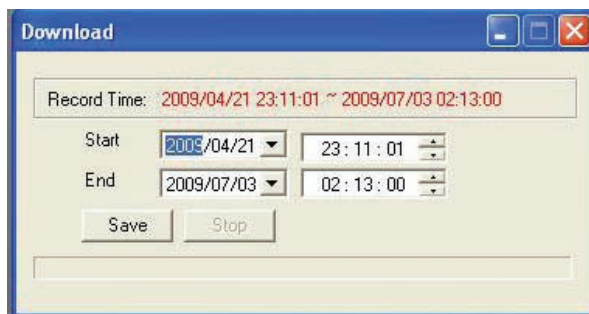 Download
Record Time: 2009/04/21 23:11:01 ~ 2009/07/03 02:13:00
Start 2009/04/21 23 : 11 : 01
End 2009/07/03 02 : 13 : 00
Save Stop